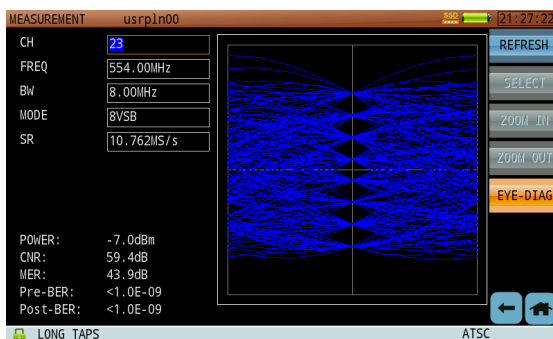 MEASUREMENT usrpln00 SSD 21:27:22
CH 23
FREQ 554.00MHz
BW 8.00MHz
MODE 8VSB
SR 10.762MS/s
POWER: -7.0dBm
CNR: 59.4dB
MER: 43.9dB
Pre-BER: <1.0E-09
Post-BER: <1.0E-09
REFRESH
SELECT
ZOOM IN
ZOOM OUT
EYE-DIAG
LONG TAPS ATSC